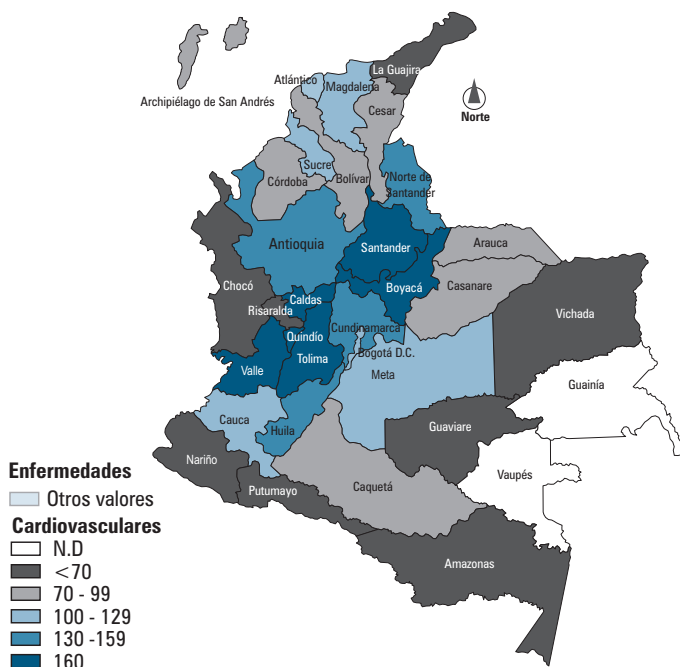 La Guajira
Atlántico
Magdalena
Archipiélago de San Andrés
Cesar
Norte
Sucre
Bolívar
Córdoba
Norte de
Santander
Antioquia
Santander
Arauca
Chocó
Boyacá
Casanare
Caldas
Risaralda
Vichada
Cundinamarca
Quindío
Bogotá D.C.
Tolima
Valle
Meta
Guainía
Cauca
Huila
Guaviare
Nariño
Vaupés
Putumayo
Caquetá
Amazonas
Enfermedades
Otros valores
Cardiovasculares
N.D
<70
70 - 99
100 - 129
130 -159
160